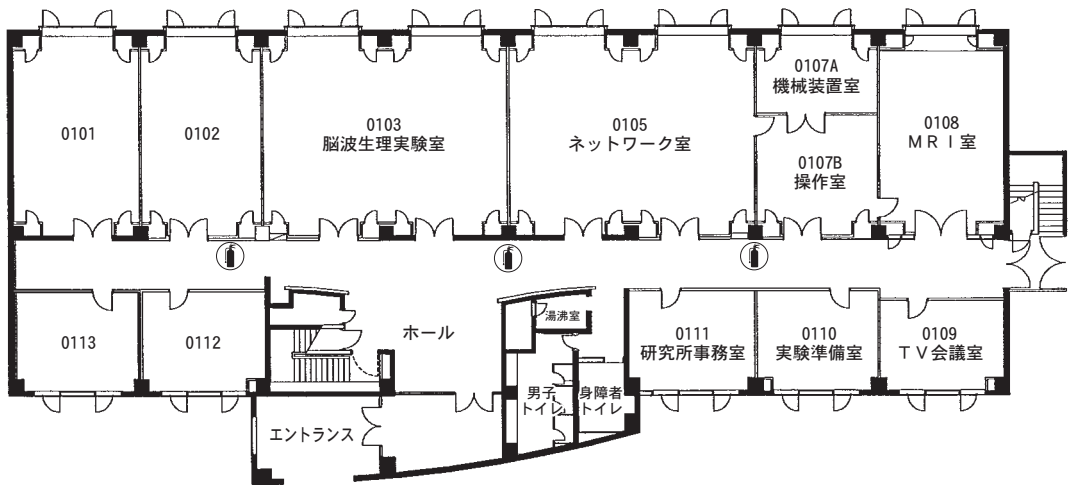 0101
0102
0103
脳波生理実験室
0105
ネットワーク室
0107A
機械装置室
0107B
操作室
0108
ＭＲＩ室
0113
0112
ホール
湯沸室
男子
トイレ
身障者
トイレ
エントランス
0111
研究所事務室
0110
実験準備室
0109
ＴＶ会議室